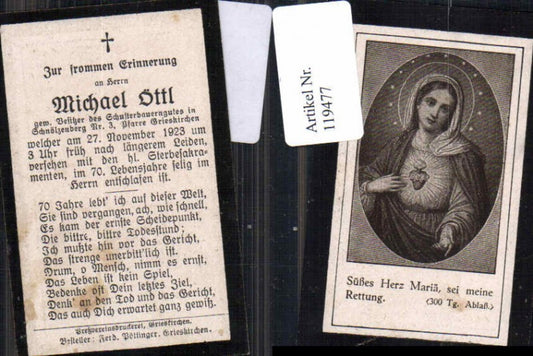 Zur frommen Erinnerung
an Herrn
Michael Ottl
gew. Besitzer des Schusterbauerngutes in
Schnölzenberg Nr. 3, Pfarre Grieskirchen
welcher am 27. November 1923 um
3 Uhr früh nach längerem Leiden,
versehen mit den hl. Sterbesakra-
menten, im 70. Lebensjahre selig im
Herrn entschlafen ist.
70 Jahre lebt' ich auf dieser Welt,
Sie sind vergangen, ach, wie schnell,
Es kam der ernste Scheidepunkt,
Die bittre, bittre Todesstund;
Ich mußte hin vor das Gericht,
Das strenge unerbitt'lich ist.
Drum, o Mensch, nimm es ernst,
Das Leben ist kein Spiel,
Bedenke oft Dein letztes Ziel,
Denk' an den Tod und das Gericht,
Das auch Dich erwartet ganz gewiß.
Preßvereinsdruckerei, Grieskirchen.
Beisteller: Ferd. Pöttinger, Grieskirchen.
Artikel Nr.
119477
Süßes Herz Mariä, sei meine
Rettung. (300 Tg. Ablaß.)